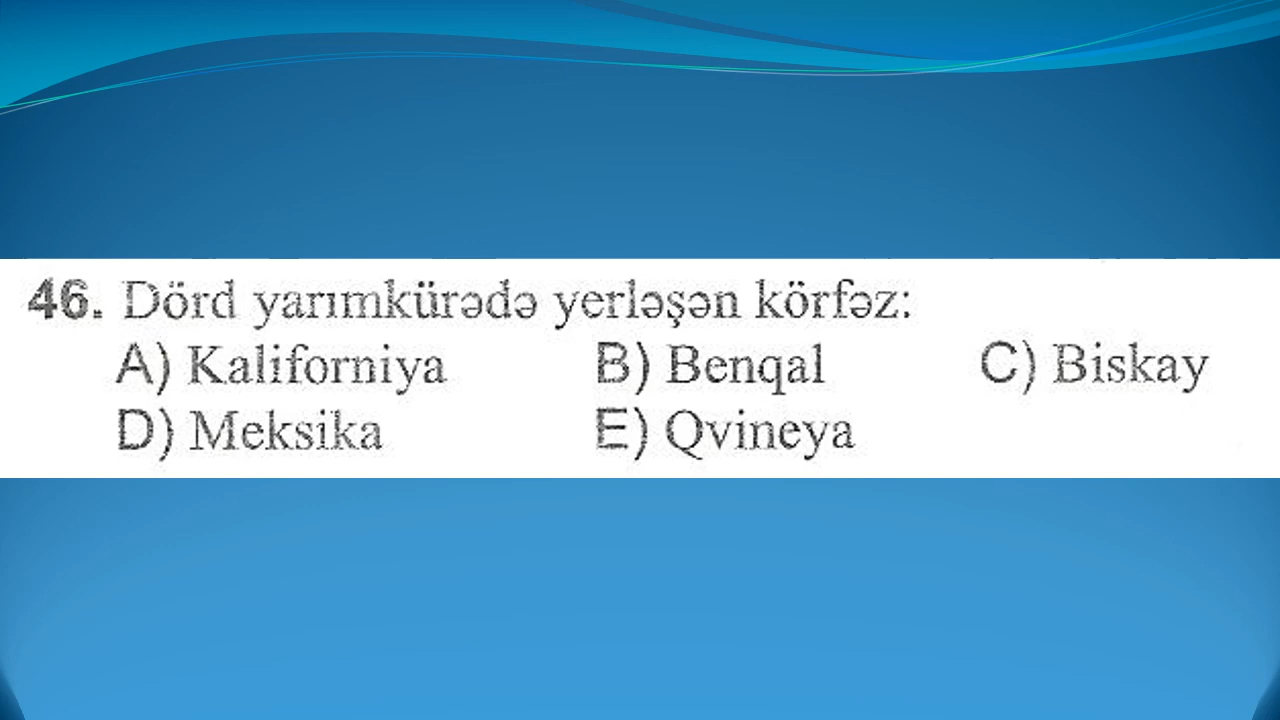 46. Dörd yarımkürədə yerləşən körfəz:
A) Kaliforniya B) Benqal C) Biskay
D) Meksika E) Qvineya